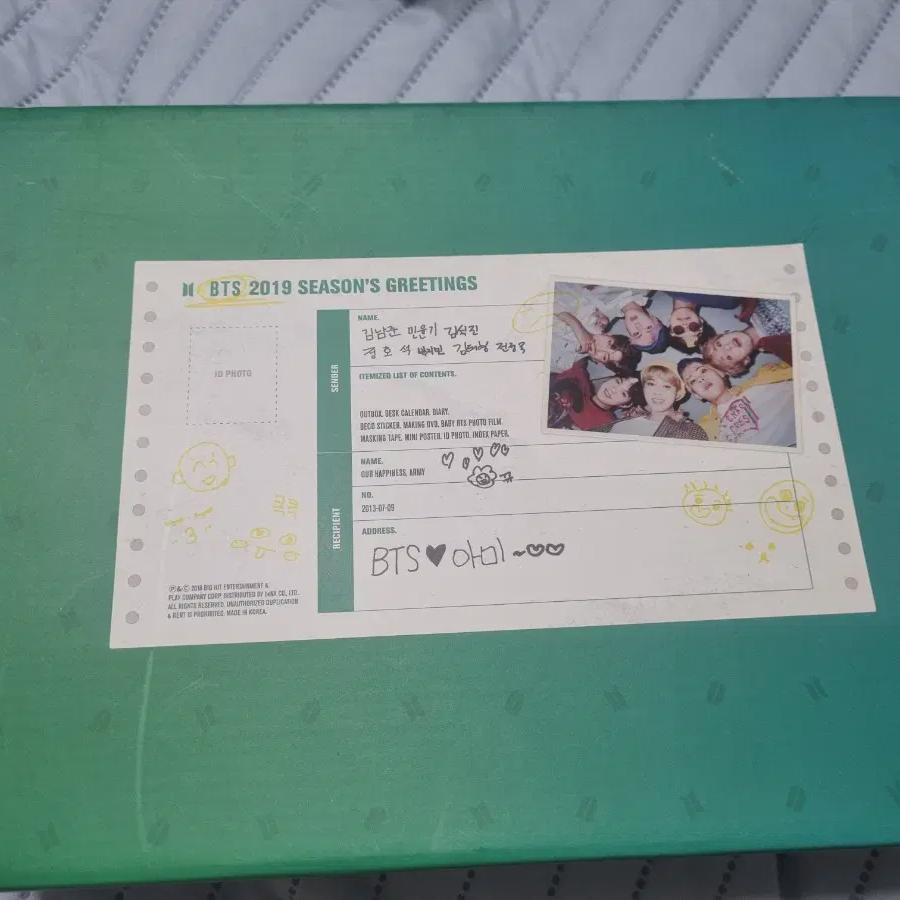 BTS 2019 SEASON'S GREETINGS
ID PHOTO
SENDER
NAME.
김남준 민윤기 김석진
정호석 박지민 김태형 전정국
ITEMIZED LIST OF CONTENTS.
OUTBOX. DESK CALENDAR. DIARY.
DECO STICKER. MAKING DVD. BABY BTS PHOTO FILM.
MASKING TAPE. MINI POSTER. ID PHOTO. INDEX PAPER.
RECIPIENT
NAME.
OUR HAPPINESS, ARMY
NO.
2013-07-09
ADDRESS.
BTS♥아미~♡♡
Ⓟ&Ⓒ 2018 BIG HIT ENTERTAINMENT &
PLAY COMPANY CORP. DISTRIBUTED BY
ALL RIGHTS RESERVED. UNAUTHORIZED DUPLICATION
& RENT IS PROHIBITED. MADE IN KOREA.